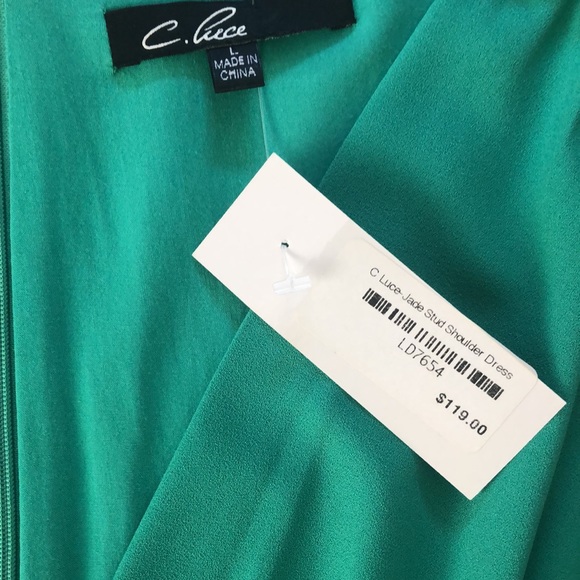 C. Luce
L
MADE IN
CHINA
C Luce-Jade Stud Shoulder Dress
LD7654
$119.00